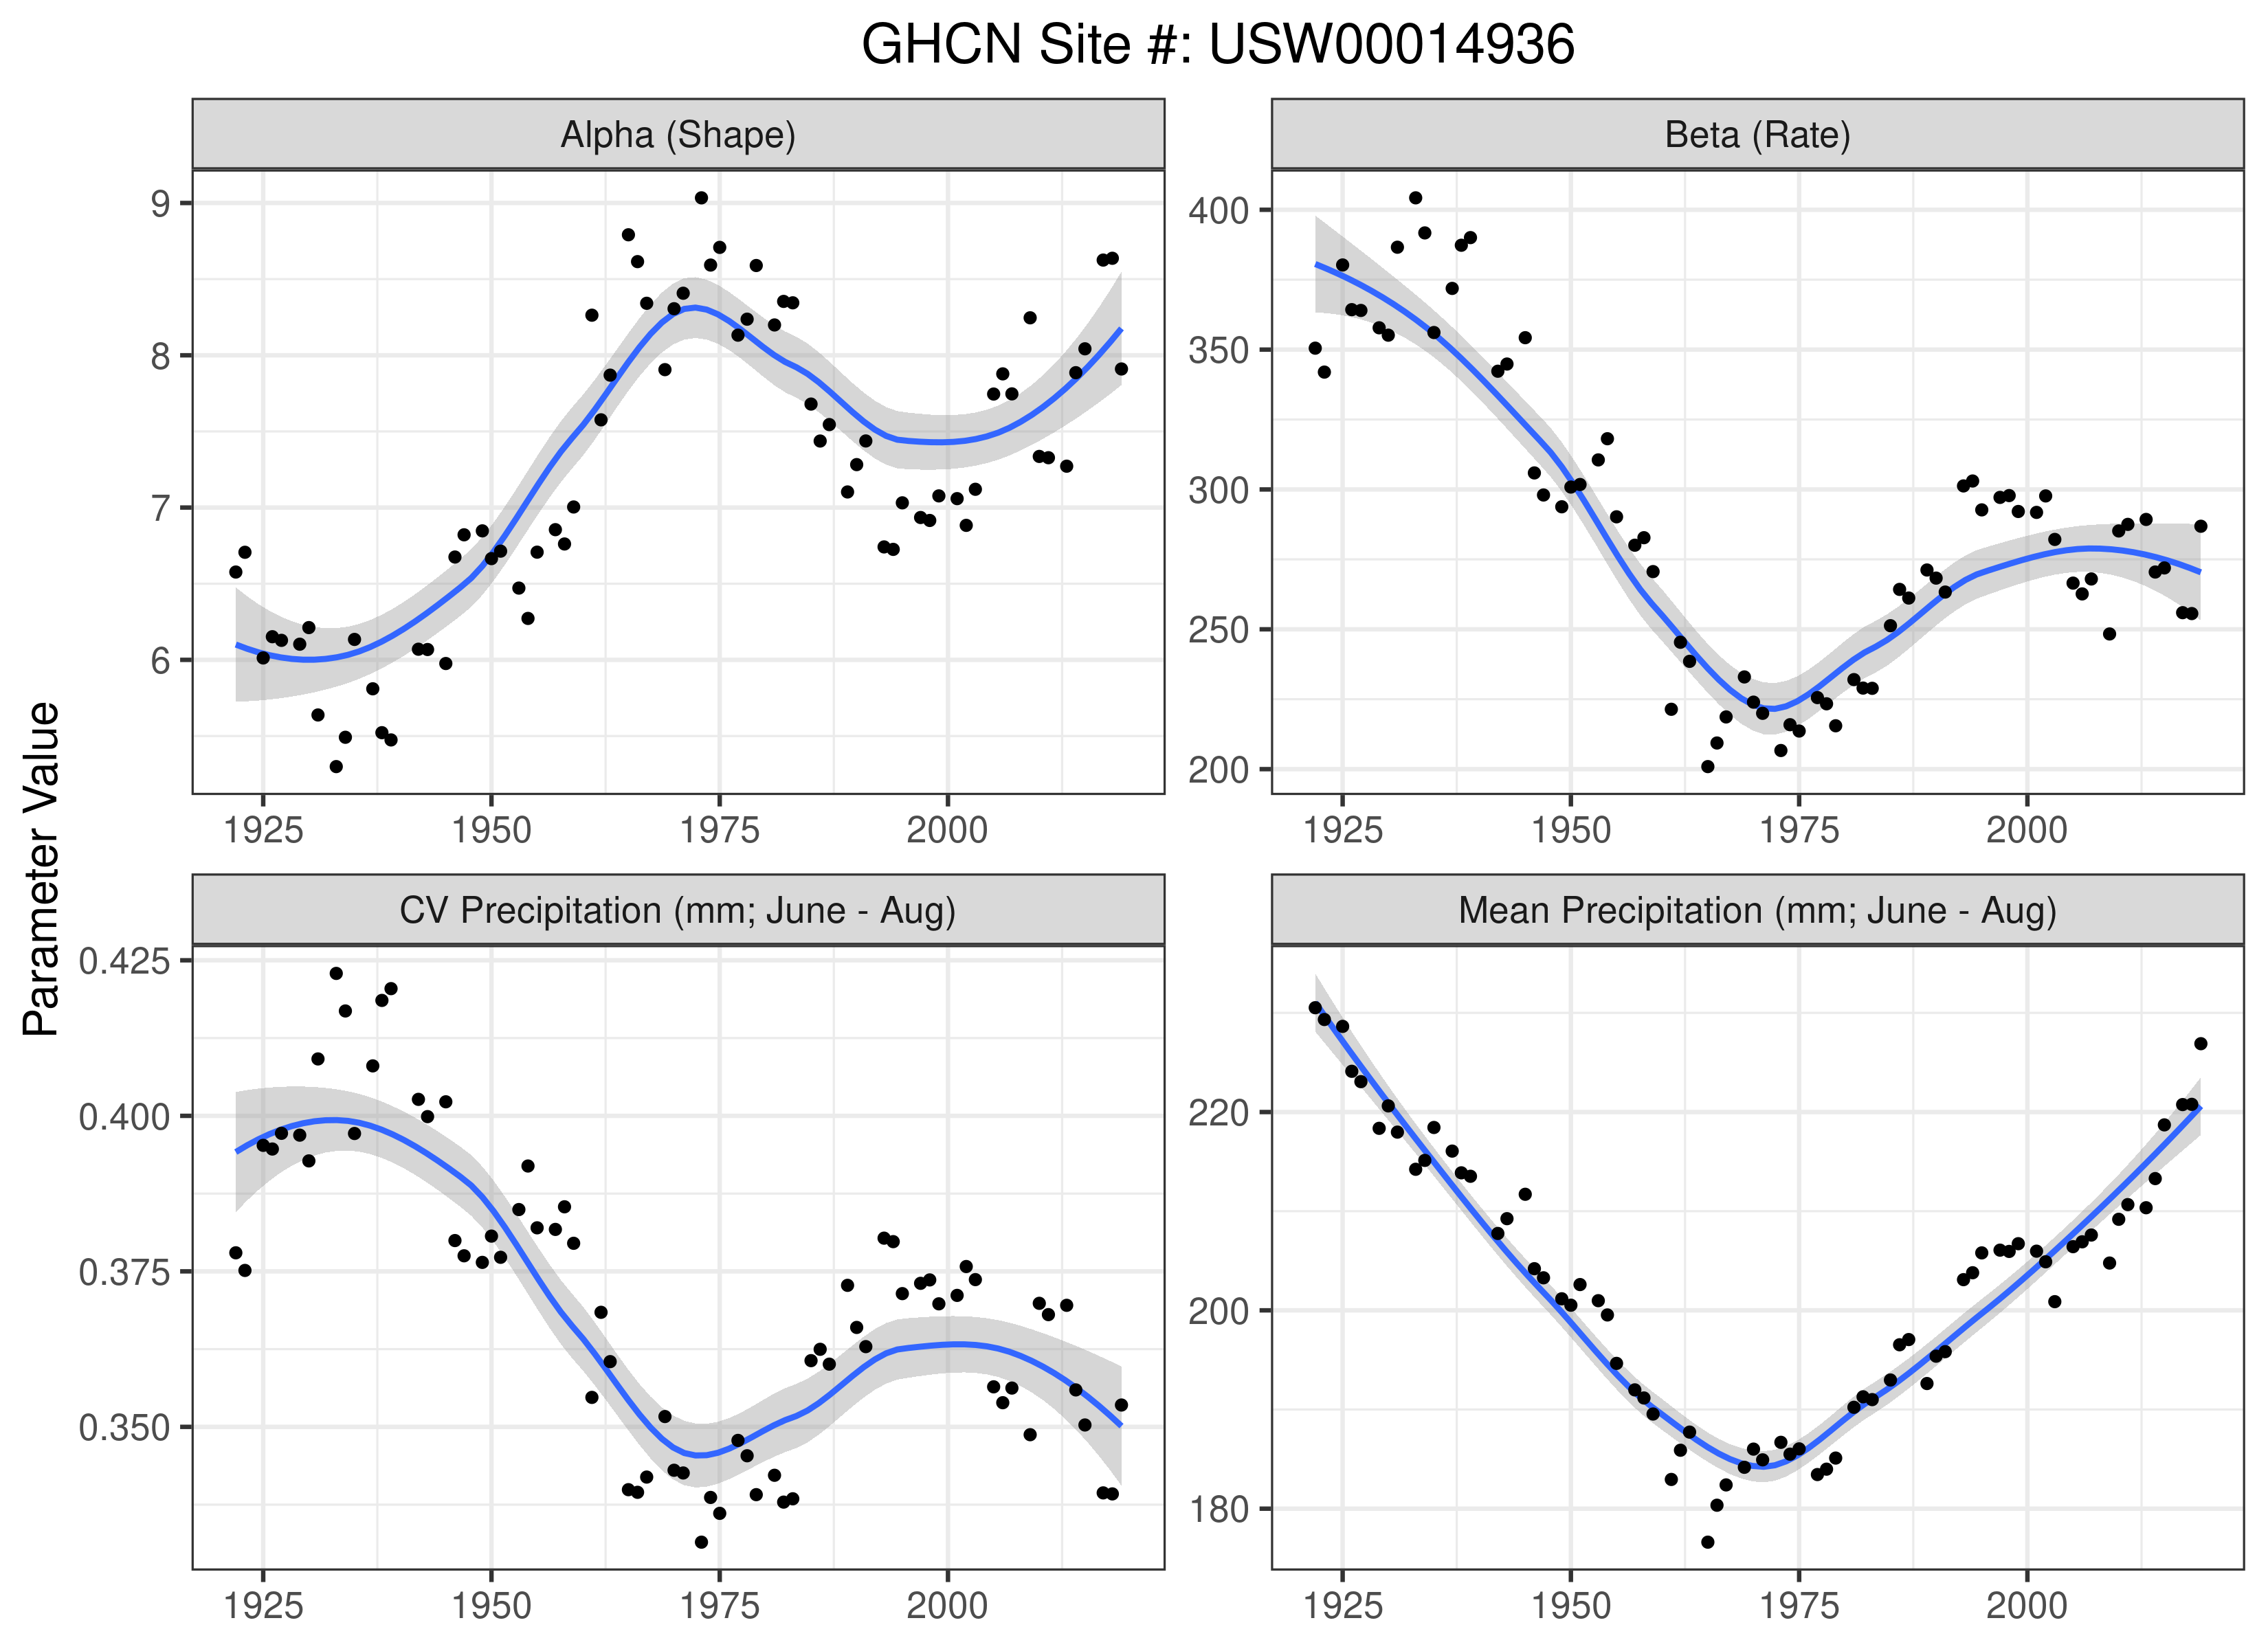 GHCN Site #: USW00014936
Parameter Value
Alpha (Shape)
9
8
7
6
1925 1950 1975 2000
Beta (Rate)
400
350
300
250
200
1925 1950 1975 2000
CV Precipitation (mm; June - Aug)
0.425
0.400
0.375
0.350
1925 1950 1975 2000
Mean Precipitation (mm; June - Aug)
220
200
180
1925 1950 1975 2000